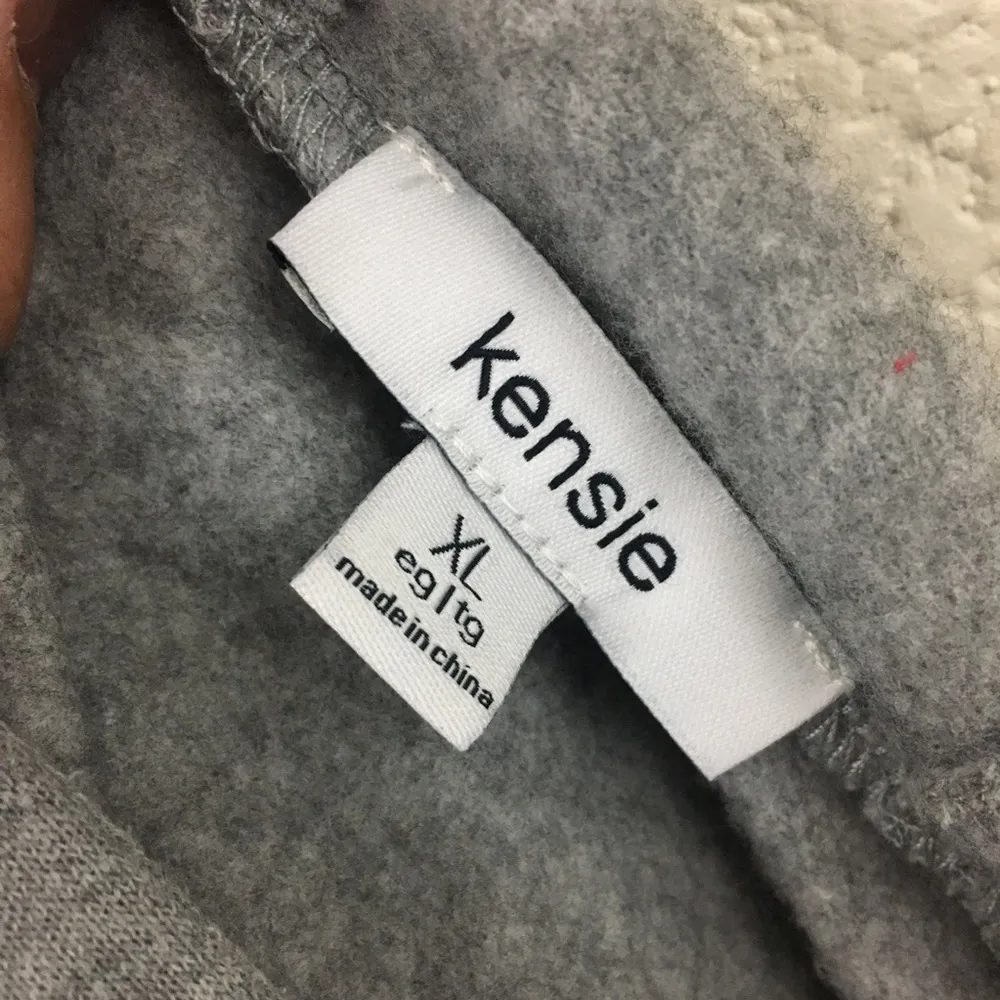 kensie
XL
eg|tg
made in china